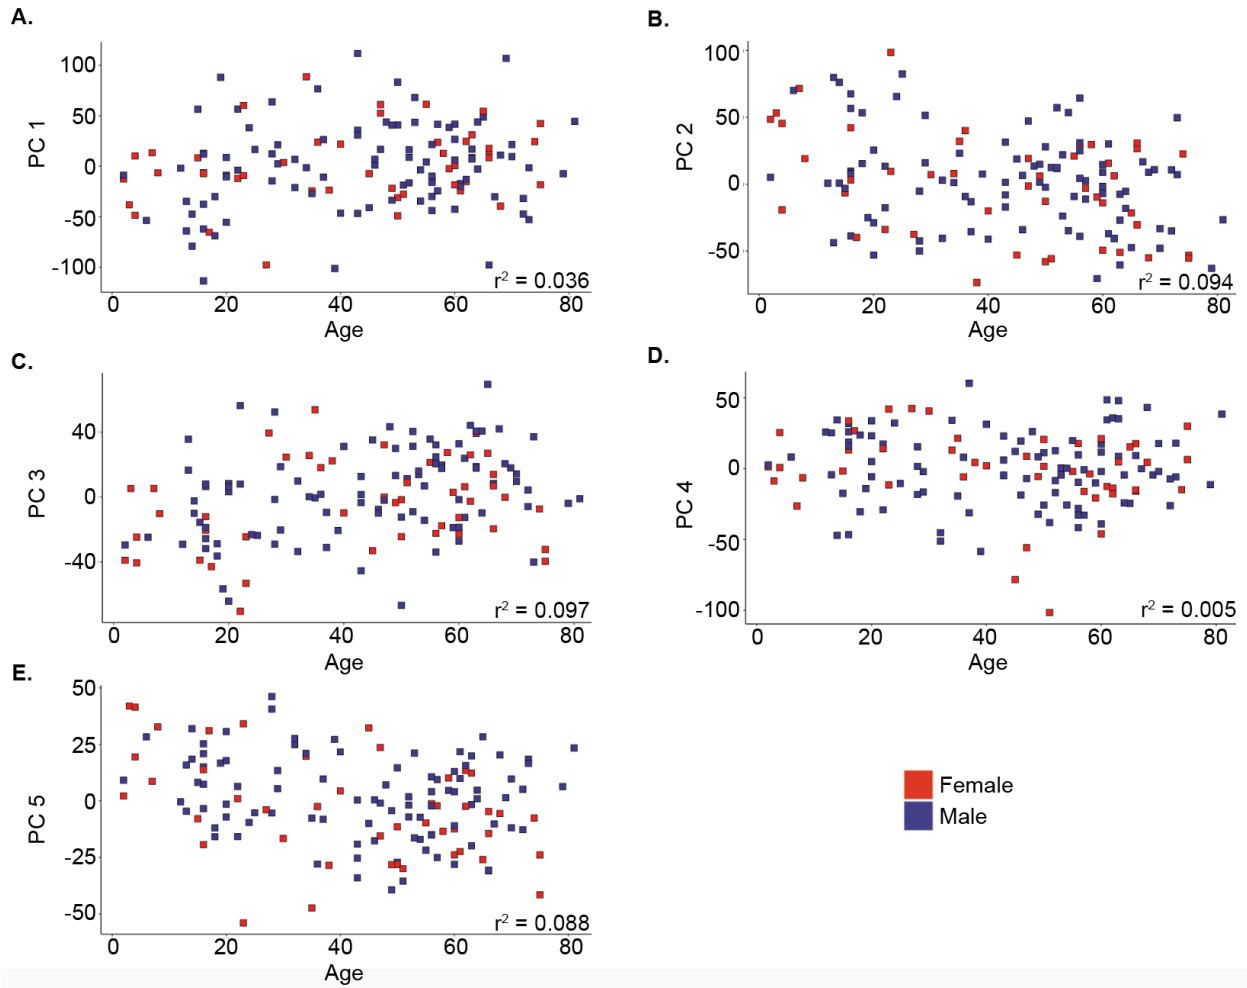 A.
PC 1
100
50
0
-50
-100
0 20 40 60 80
r² = 0.036
Age
B.
PC 2
100
50
0
-50
0 20 40 60 80
r² = 0.094
Age
C.
PC 3
40
0
-40
0 20 40 60 80
r² = 0.097
Age
D.
PC 4
50
0
-50
-100
0 20 40 60 80
r² = 0.005
Age
E.
PC 5
50
25
0
-25
-50
0 20 40 60 80
r² = 0.088
Age
Female
Male